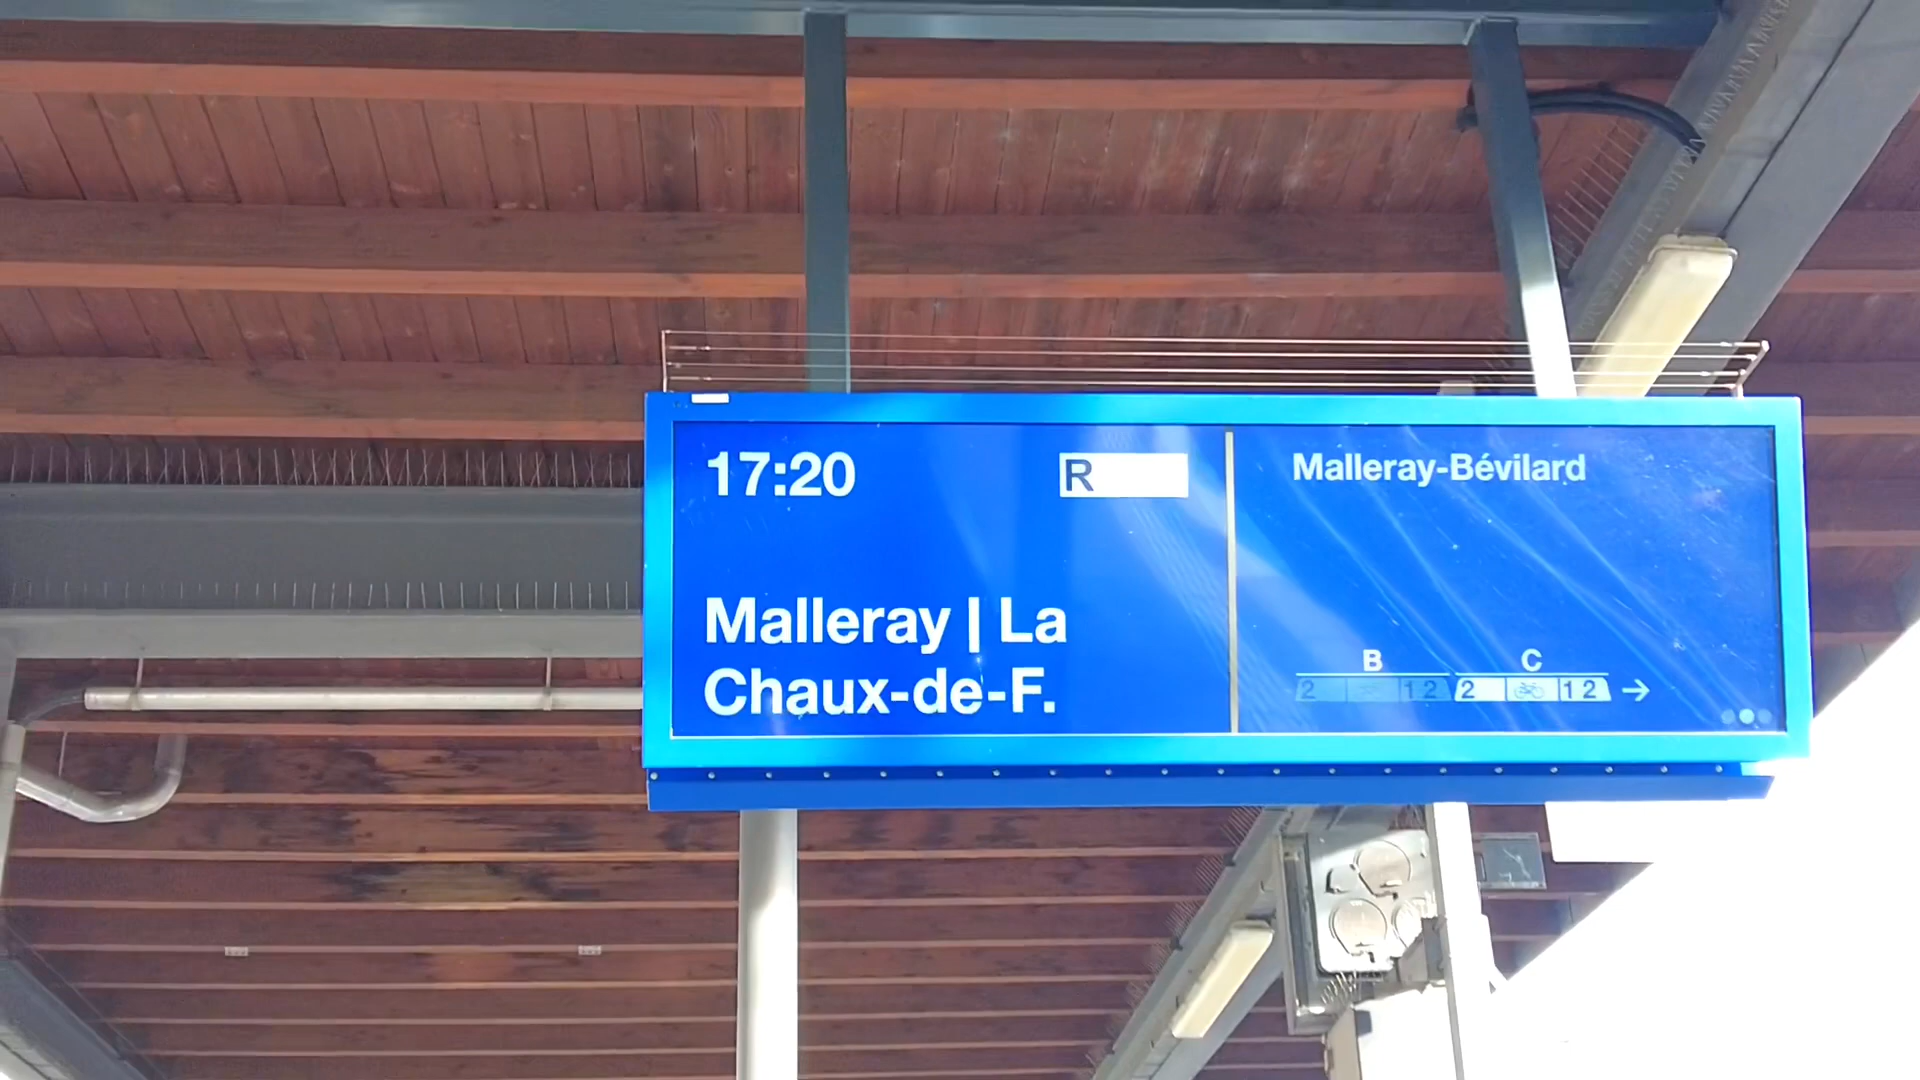 17:20 R
Malleray | La
Chaux-de-F.
Malleray-Bévilard
B C
2 1 2 2 1 2